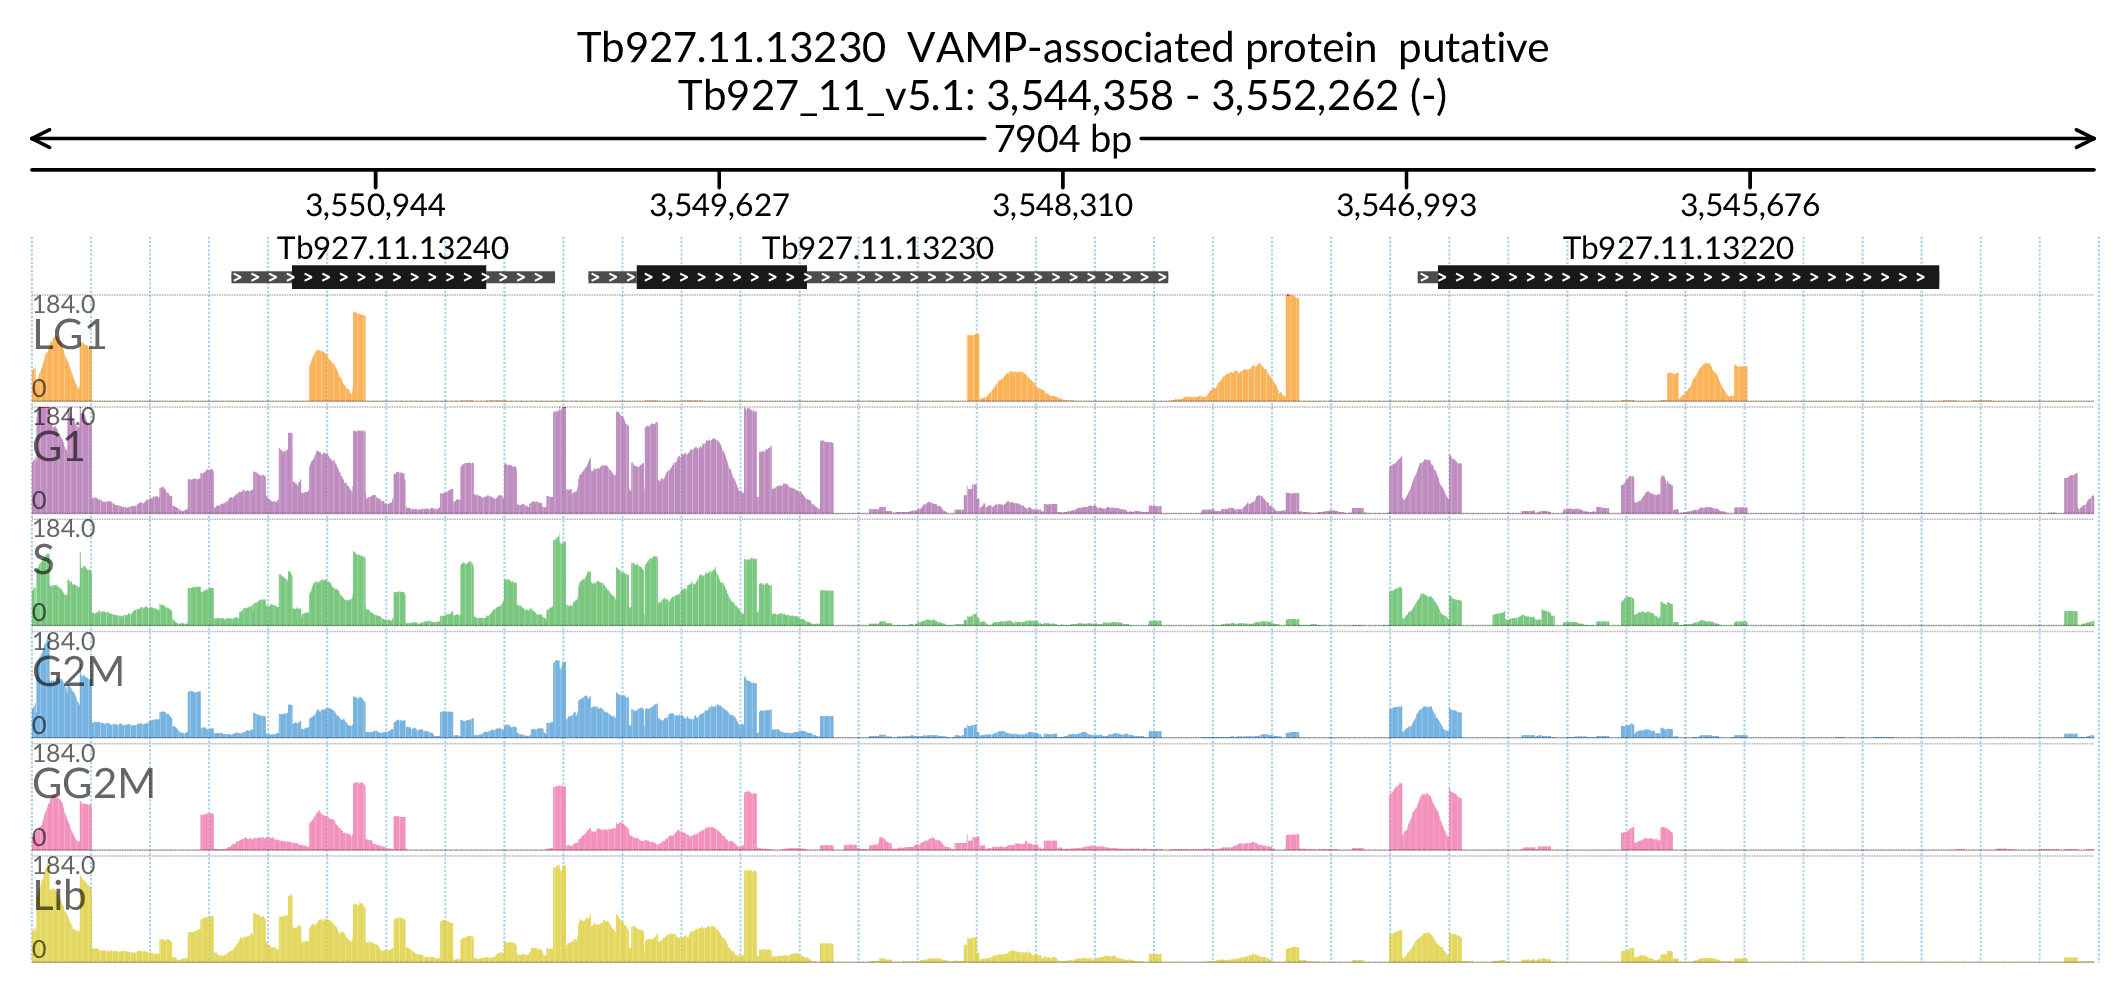 Tb927.11.13230 VAMP-associated protein putative
Tb927_11_v5.1: 3,544,358 - 3,552,262 (-)
7904 bp
3,550,944 3,549,627 3,548,310 3,546,993 3,545,676
Tb927.11.13240 Tb927.11.13230 Tb927.11.13220
184.0
LG1
0
184.0
G1
0
184.0
S
0
184.0
G2M
0
184.0
GG2M
0
184.0
Lib
0